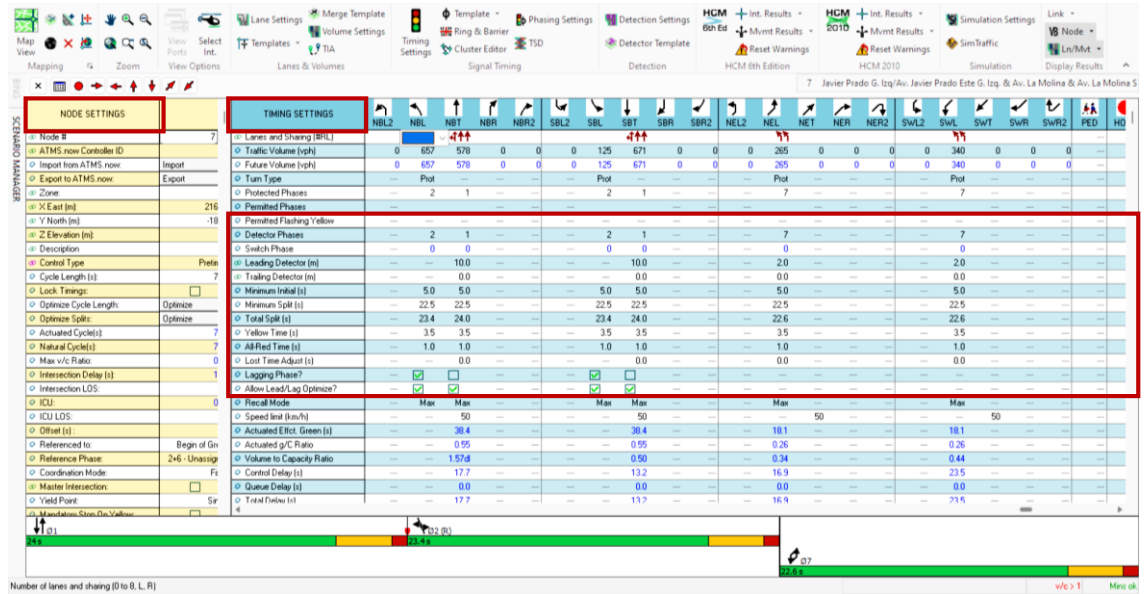 Map View
Mapping
Zoom
View Ports
Select Int.
View Options
Lane Settings
Templates
Merge Template
Volume Settings
TIA
Lanes & Volumes
Timing Settings
Template
Ring & Barrier
Cluster Editor
Phasing Settings
TSD
Signal Timing
Detection Settings
Detector Template
Detection
HCM 6th Ed
Int. Results
Mvmt Results
Reset Warnings
HCM 6th Edition
HCM 2010
Int. Results
Mvmt Results
Reset Warnings
HCM 2010
Simulation Settings
SimTraffic
Simulation
Link
Node
Ln/Mvt
Display Results
7 Javier Prado G. Izq/Av. Javier Prado Este G. Izq. & Av. La Molina & Av. La Molina S
SCENARIO MANAGER
NODE SETTINGS
Node # 7
ATMS.now Controller ID
Import from ATMS.now: Import
Export to ATMS.now: Export
Zone:
X East (m): 216
Y North (m): -18
Z Elevation (m):
Description
Control Type Pretin
Cycle Length (s): 7
Lock Timings:
Optimize Cycle Length: Optimize
Optimize Splits: Optimize
Actuated Cycle(s): 7
Natural Cycle(s): 7
Max v/c Ratio: 0
Intersection Delay (s): 1
Intersection LOS:
ICU: 0
ICU LOS:
Offset (s) :
Referenced to: Begin of Gre
Reference Phase: 2+6 - Unassign
Coordination Mode: Fi
Master Intersection:
Yield Point: Sir
Mandatory Stop On Yellow
TIMING SETTINGS NBL2 NBL NBT NBR NBR2 SBL2 SBL SBT SBR SBR2 NEL2 NEL NET NER NER2 SWL2 SWL SWT SWR SWR2 PED HO
Lanes and Sharing (#RL)
Traffic Volume (vph) 0 657 578 0 0 0 125 671 0 0 0 265 0 0 0 0 340 0 0 0 —
Future Volume (vph) 0 657 578 0 0 0 125 671 0 0 0 265 0 0 0 0 340 0 0 0 —
Turn Type — Prot — — — — Prot — — — — Prot — — — — Prot — — — —
Protected Phases 2 1 2 1 7 7
Permitted Phases
Permitted Flashing Yellow — — — — — — — — — — — — — — — — — — — — —
Detector Phases — 2 1 — — — 2 1 — — — 7 — — — — 7 — — — —
Switch Phase — 0 0 — — — 0 0 — — — 0 — — — — 0 — — — —
Leading Detector (m) — — 10.0 — — — — 10.0 — — — 2.0 — — — — 2.0 — — — —
Trailing Detector (m) — — 0.0 — — — — 0.0 — — — 0.0 — — — — 0.0 — — — —
Minimum Initial (s) — 5.0 5.0 — — — 5.0 5.0 — — — 5.0 — — — — 5.0 — — — —
Minimum Split (s) — 22.5 22.5 — — — 22.5 22.5 — — — 22.5 — — — — 22.5 — — — —
Total Split (s) — 23.4 24.0 — — — 23.4 24.0 — — — 22.6 — — — — 22.6 — — — —
Yellow Time (s) — 3.5 3.5 — — — 3.5 3.5 — — — 3.5 — — — — 3.5 — — — —
All-Red Time (s) — 1.0 1.0 — — — 1.0 1.0 — — — 1.0 — — — — 1.0 — — — —
Lost Time Adjust (s) — — 0.0 — — — — 0.0 — — — 0.0 — — — — 0.0 — — — —
Lagging Phase?
Allow Lead/Lag Optimize?
Recall Mode — Max Max — — — Max Max — — — Max — — — — Max — — — —
Speed limit (km/h) — — 50 — — — — 50 — — — — 50 — — — — 50 — — —
Actuated Effct. Green (s) — — 38.4 — — — — 38.4 — — — 18.1 — — — — 18.1 — — — —
Actuated g/C Ratio — — 0.55 — — — — 0.55 — — — 0.26 — — — — 0.26 — — — —
Volume to Capacity Ratio — — 1.57dl — — — — 0.50 — — — 0.34 — — — — 0.44 — — — —
Control Delay (s) — — 17.7 — — — — 13.2 — — — 16.9 — — — — 23.5 — — — —
Queue Delay (s) — — 0.0 — — — — 0.0 — — — 0.0 — — — — 0.0 — — — —
Total Delay (s) — — 17.7 — — — — 13.2 — — — 16.9 — — — — 23.5 — — — —
Ø1
24 s
Ø2 (R)
23.4 s
Ø7
22.6 s
Number of lanes and sharing (0 to 8, L, R)
v/c > 1
Mins ok